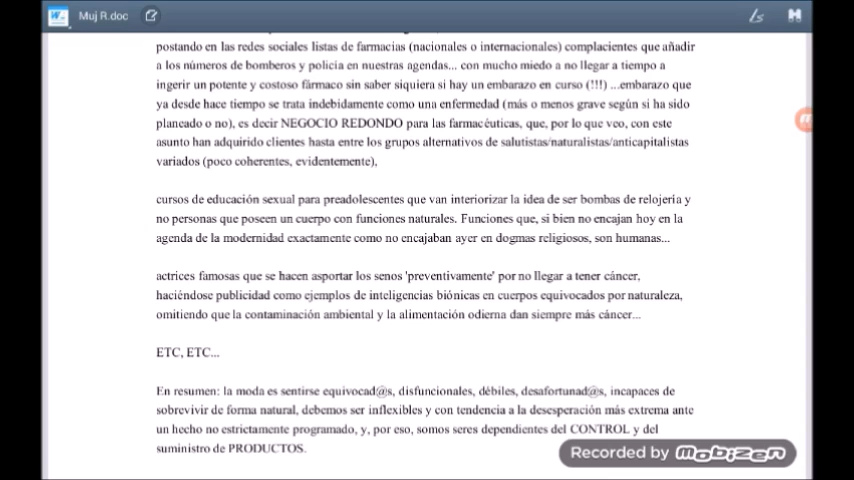 Muj R.doc
postando en las redes sociales listas de farmacias (nacionales o internacionales) complacientes que añadir
a los números de bomberos y policía en nuestras agendas... con mucho miedo a no llegar a tiempo a
ingerir un potente y costoso fármaco sin saber siquiera si hay un embarazo en curso (!!!) ...embarazo que
ya desde hace tiempo se trata indebidamente como una enfermedad (más o menos grave según si ha sido
planeado o no), es decir NEGOCIO REDONDO para las farmacéuticas, que, por lo que veo, con este
asunto han adquirido clientes hasta entre los grupos alternativos de salutistas/naturalistas/anticapitalistas
variados (poco coherentes, evidentemente),
cursos de educación sexual para preadolescentes que van interiorizar la idea de ser bombas de relojería y
no personas que poseen un cuerpo con funciones naturales. Funciones que, si bien no encajan hoy en la
agenda de la modernidad exactamente como no encajaban ayer en dogmas religiosos, son humanas...
actrices famosas que se hacen asportar los senos 'preventivamente' por no llegar a tener cáncer,
haciéndose publicidad como ejemplos de inteligencias biónicas en cuerpos equivocados por naturaleza,
omitiendo que la contaminación ambiental y la alimentación odierna dan siempre más cáncer...
ETC, ETC...
En resumen: la moda es sentirse equivocad@s, disfuncionales, débiles, desafortunad@s, incapaces de
sobrevivir de forma natural, debemos ser inflexibles y con tendencia a la desesperación más extrema ante
un hecho no estrictamente programado, y, por eso, somos seres dependientes del CONTROL y del
suministro de PRODUCTOS.
Recorded by mobizen